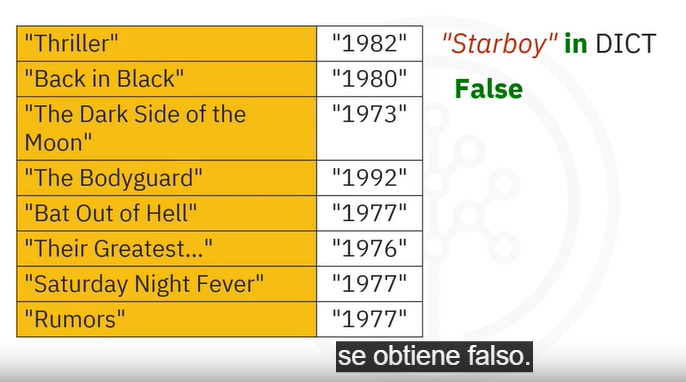 "Thriller" "1982"
"Back in Black" "1980"
"The Dark Side of the "1973"
Moon"
"The Bodyguard" "1992"
"Bat Out of Hell" "1977"
"Their Greatest..." "1976"
"Saturday Night Fever" "1977"
"Rumors" "1977"
"Starboy" in DICT
False
se obtiene falso.